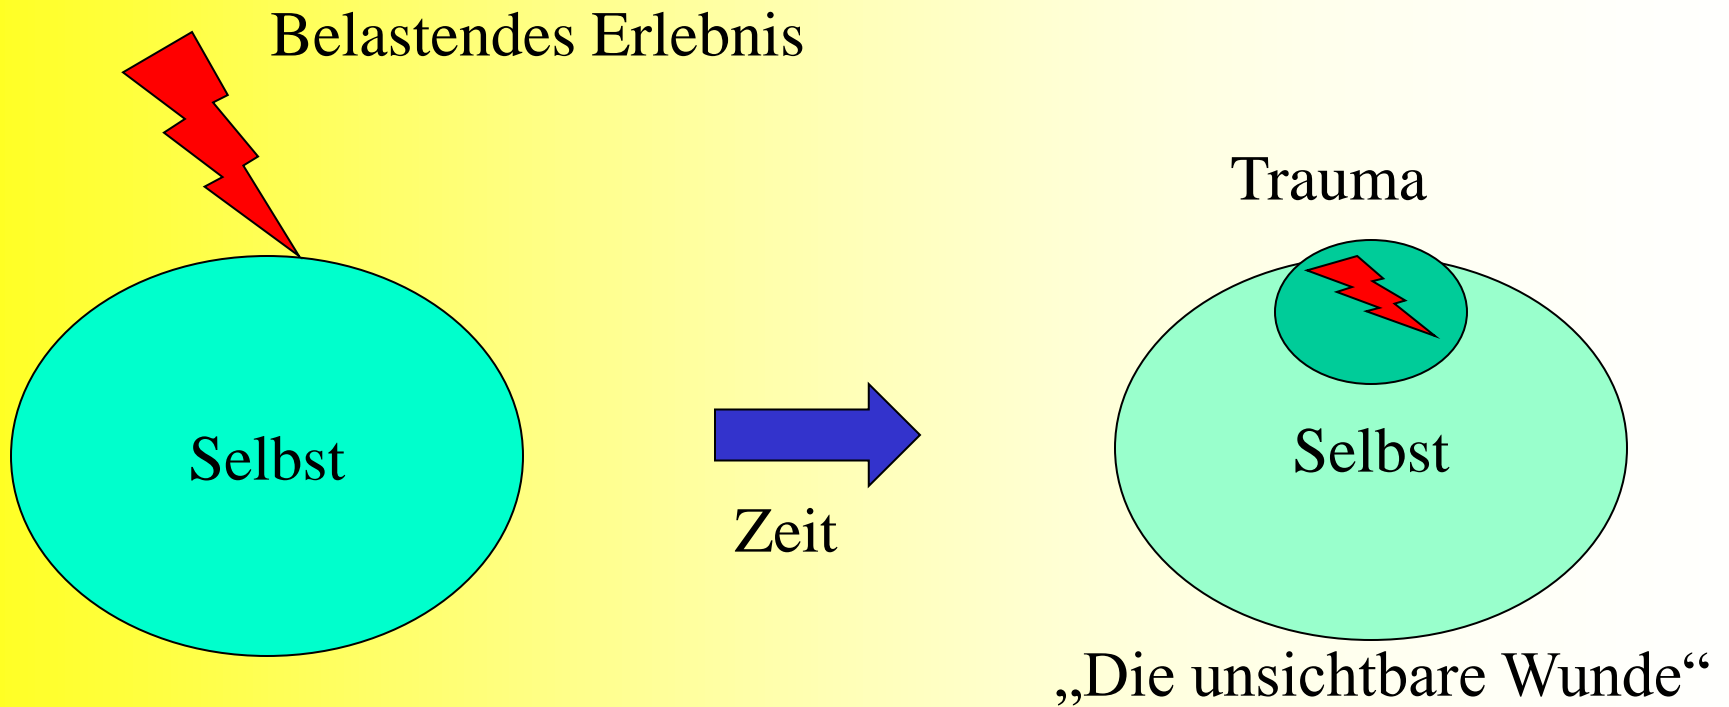 Belastendes Erlebnis
Trauma
Selbst
Selbst
Zeit
„Die unsichtbare Wunde“